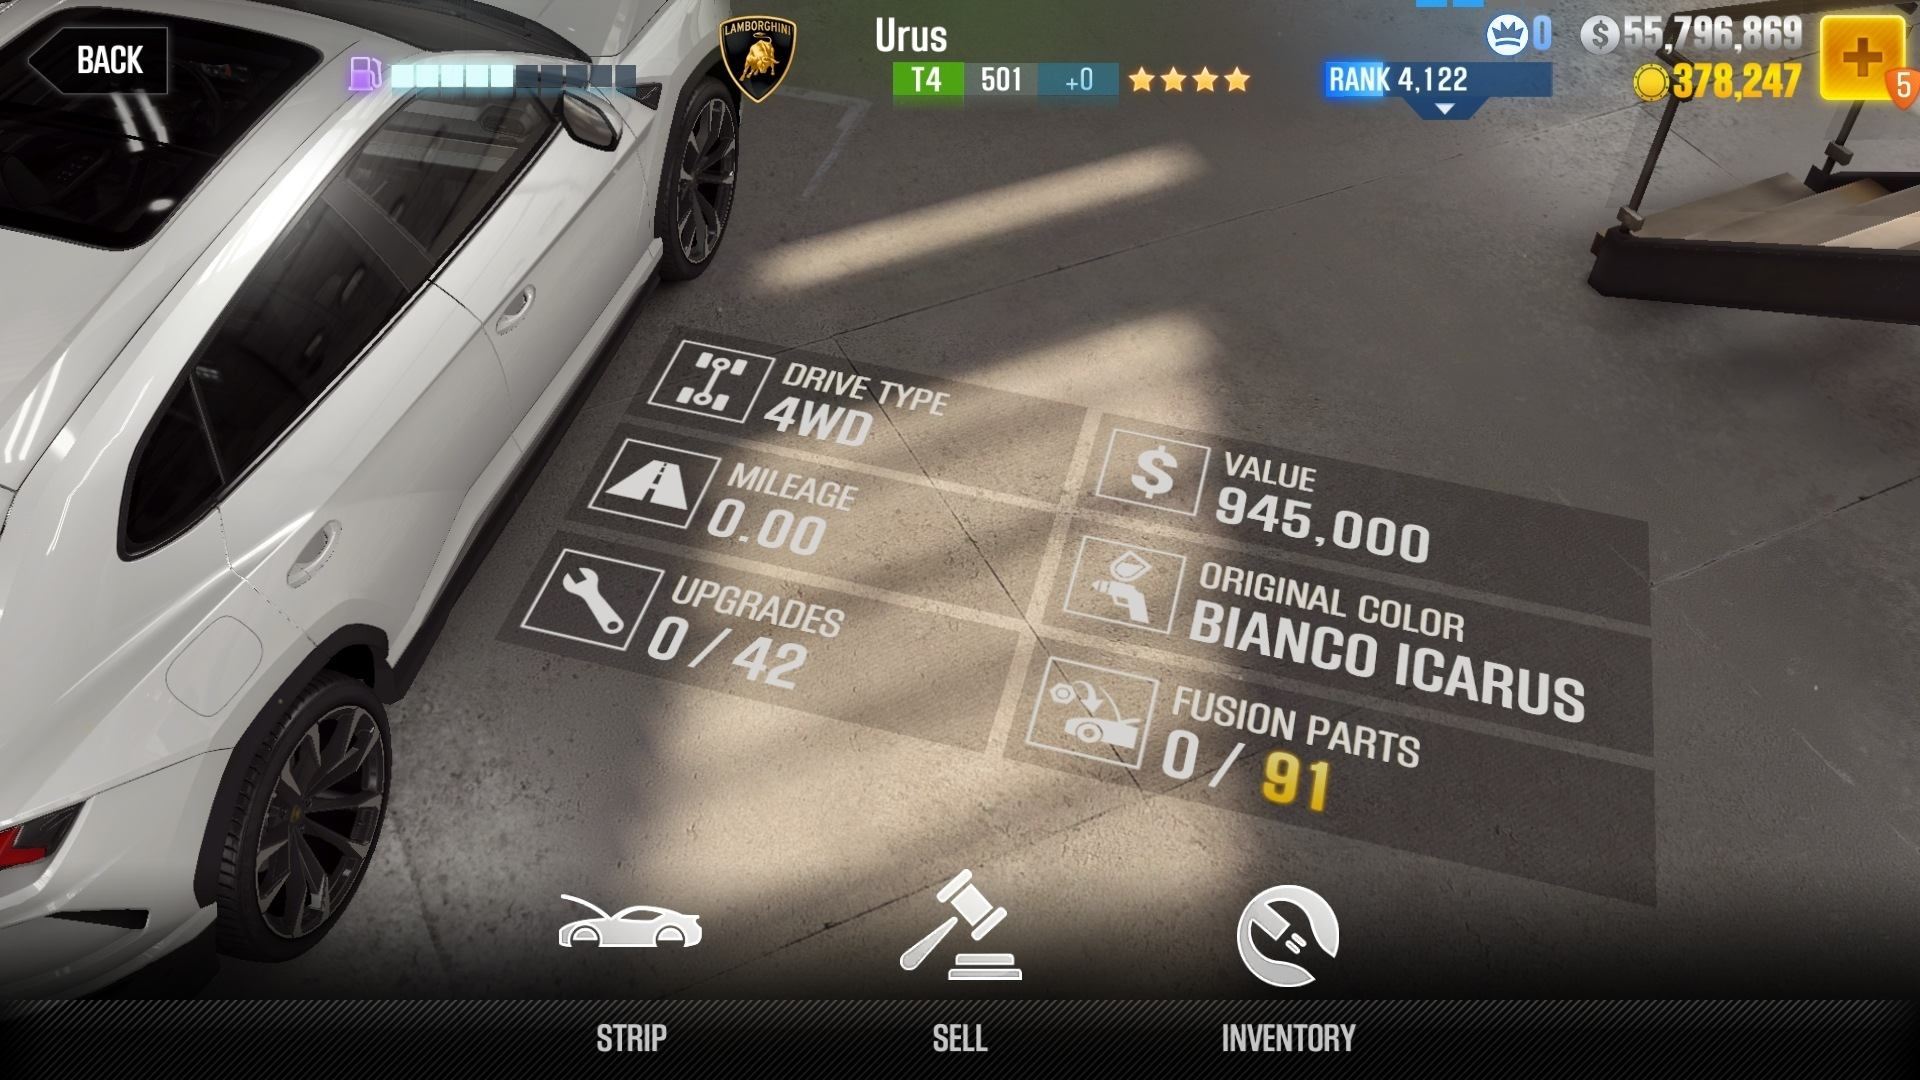 BACK
LAMBORGHINI
Urus
T4 501 +0
RANK 4,122
0
$ 55,796,869
378,247
+
5
DRIVE TYPE
4WD
MILEAGE
0.00
UPGRADES
0 / 42
$ VALUE
945,000
ORIGINAL COLOR
BIANCO ICARUS
FUSION PARTS
0 / 91
STRIP
SELL
INVENTORY